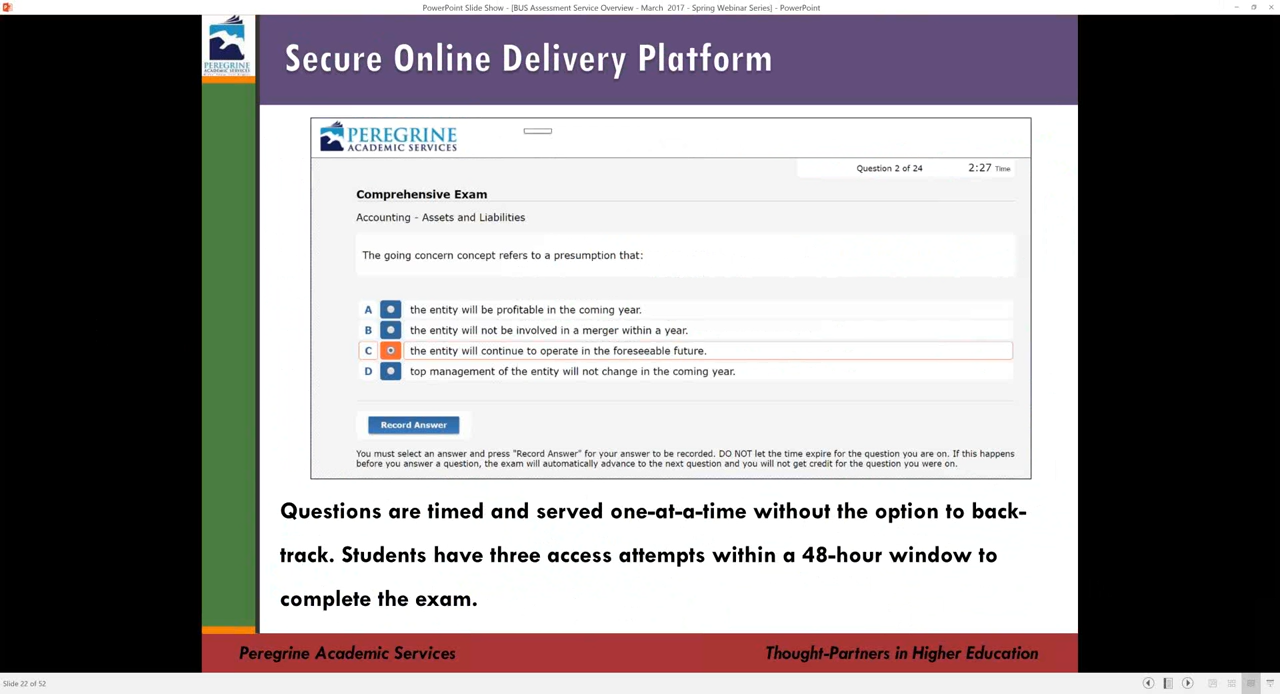 PowerPoint Slide Show - [BUS Assessment Service Overview - March 2017 - Spring Webinar Series] - PowerPoint
PEREGRINE
ACADEMIC SERVICES
Secure Online Delivery Platform
PEREGRINE
ACADEMIC SERVICES
Question 2 of 24 2:27 Time
Comprehensive Exam
Accounting - Assets and Liabilities
The going concern concept refers to a presumption that:
A the entity will be profitable in the coming year.
B the entity will not be involved in a merger within a year.
C the entity will continue to operate in the foreseeable future.
D top management of the entity will not change in the coming year.
Record Answer
You must select an answer and press "Record Answer" for your answer to be recorded. DO NOT let the time expire for the question you are on. If this happens
before you answer a question, the exam will automatically advance to the next question and you will not get credit for the question you were on.
Questions are timed and served one-at-a-time without the option to back-
track. Students have three access attempts within a 48-hour window to
complete the exam.
Peregrine Academic Services Thought-Partners in Higher Education
Slide 22 of 52